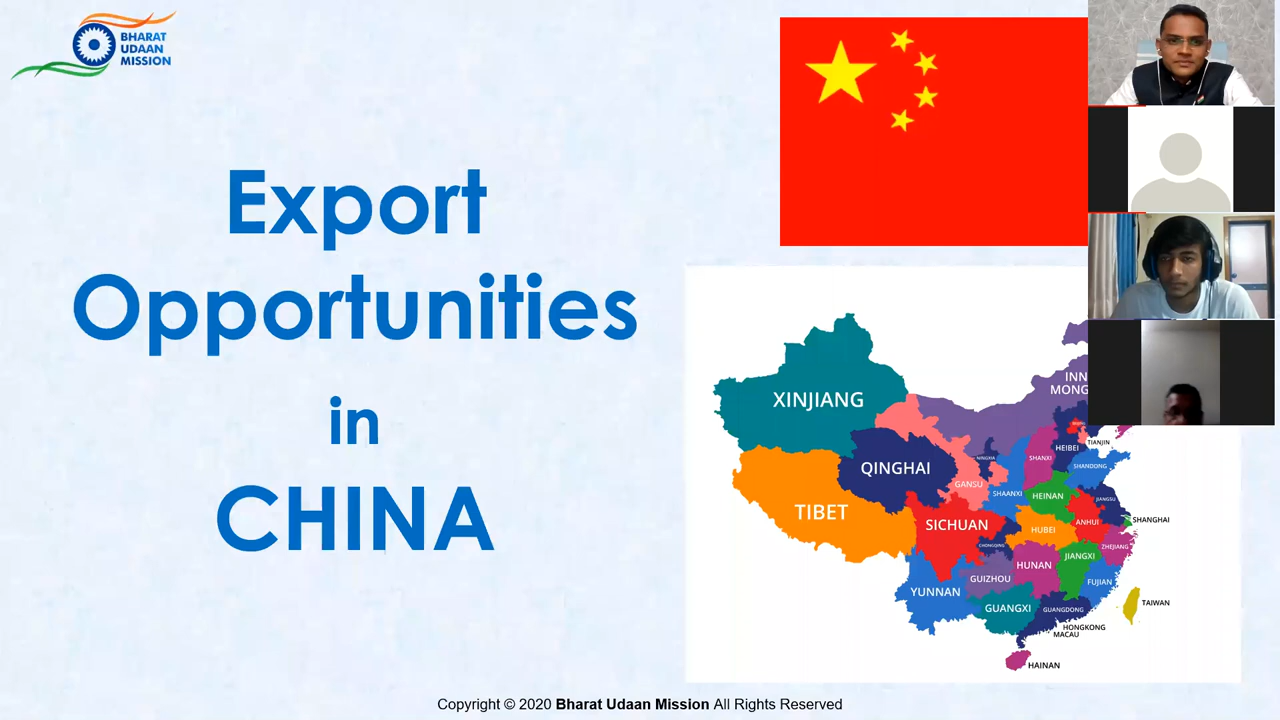 BHARAT
UDAAN
MISSION
Export
Opportunities
in
CHINA
XINJIANG
INN
MONG
HEIBEI
TIANJIN
QINGHAI
NINGXIA
SHANXI
SHANDONG
GANSU
SHAANXI
HEINAN
JIANGSU
TIBET
SICHUAN
HUBEI
ANHUI
SHANGHAI
CHONGQING
ZHEJIANG
JIANGXI
HUNAN
GUIZHOU
FUJIAN
YUNNAN
GUANGXI
GUANGDONG
TAIWAN
HONGKONG
MACAU
HAINAN
Copyright © 2020 Bharat Udaan Mission All Rights Reserved